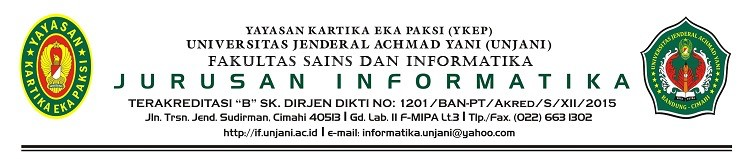 YAYASAN
KARTIKA EKA PAKSI
YAYASAN KARTIKA EKA PAKSI (YKEP)
UNIVERSITAS JENDERAL ACHMAD YANI (UNJANI)
FAKULTAS SAINS DAN INFORMATIKA
JURUSAN INFORMATIKA
TERAKREDITASI "B" SK. DIRJEN DIKTI NO: 1201/BAN-PT/AKRED/S/XII/2015
Jln. Trsn. Jend. Sudirman, Cimahi 40513 | Gd. Lab. II F-MIPA Lt.3 | Tlp./Fax. (022) 663 1302
http://if.unjani.ac.id | e-mail: informatika.unjani@yahoo.com
UNIVERSITAS JENDERAL ACHMAD YANI
BANDUNG - CIMAHI